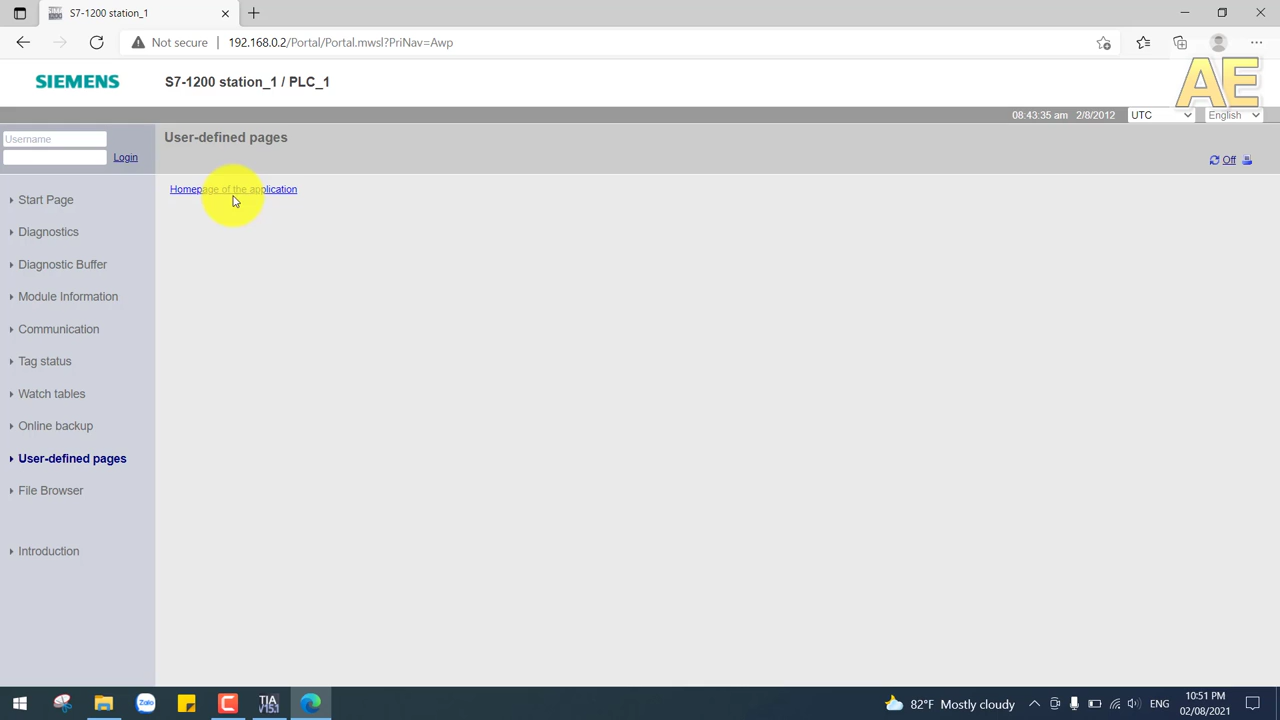 S7-1200 station_1
Not secure
192.168.0.2/Portal/Portal.mwsl?PriNav=Awp
SIEMENS
S7-1200 station_1 / PLC_1
AE
08:43:35 am 2/8/2012
UTC
English
Username
Login
User-defined pages
Off
Homepage of the application
Start Page
Diagnostics
Diagnostic Buffer
Module Information
Communication
Tag status
Watch tables
Online backup
User-defined pages
File Browser
Introduction
Zalo
TIA
V15.1
82°F Mostly cloudy
ENG
10:51 PM
02/08/2021